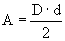 A = D · d / 2